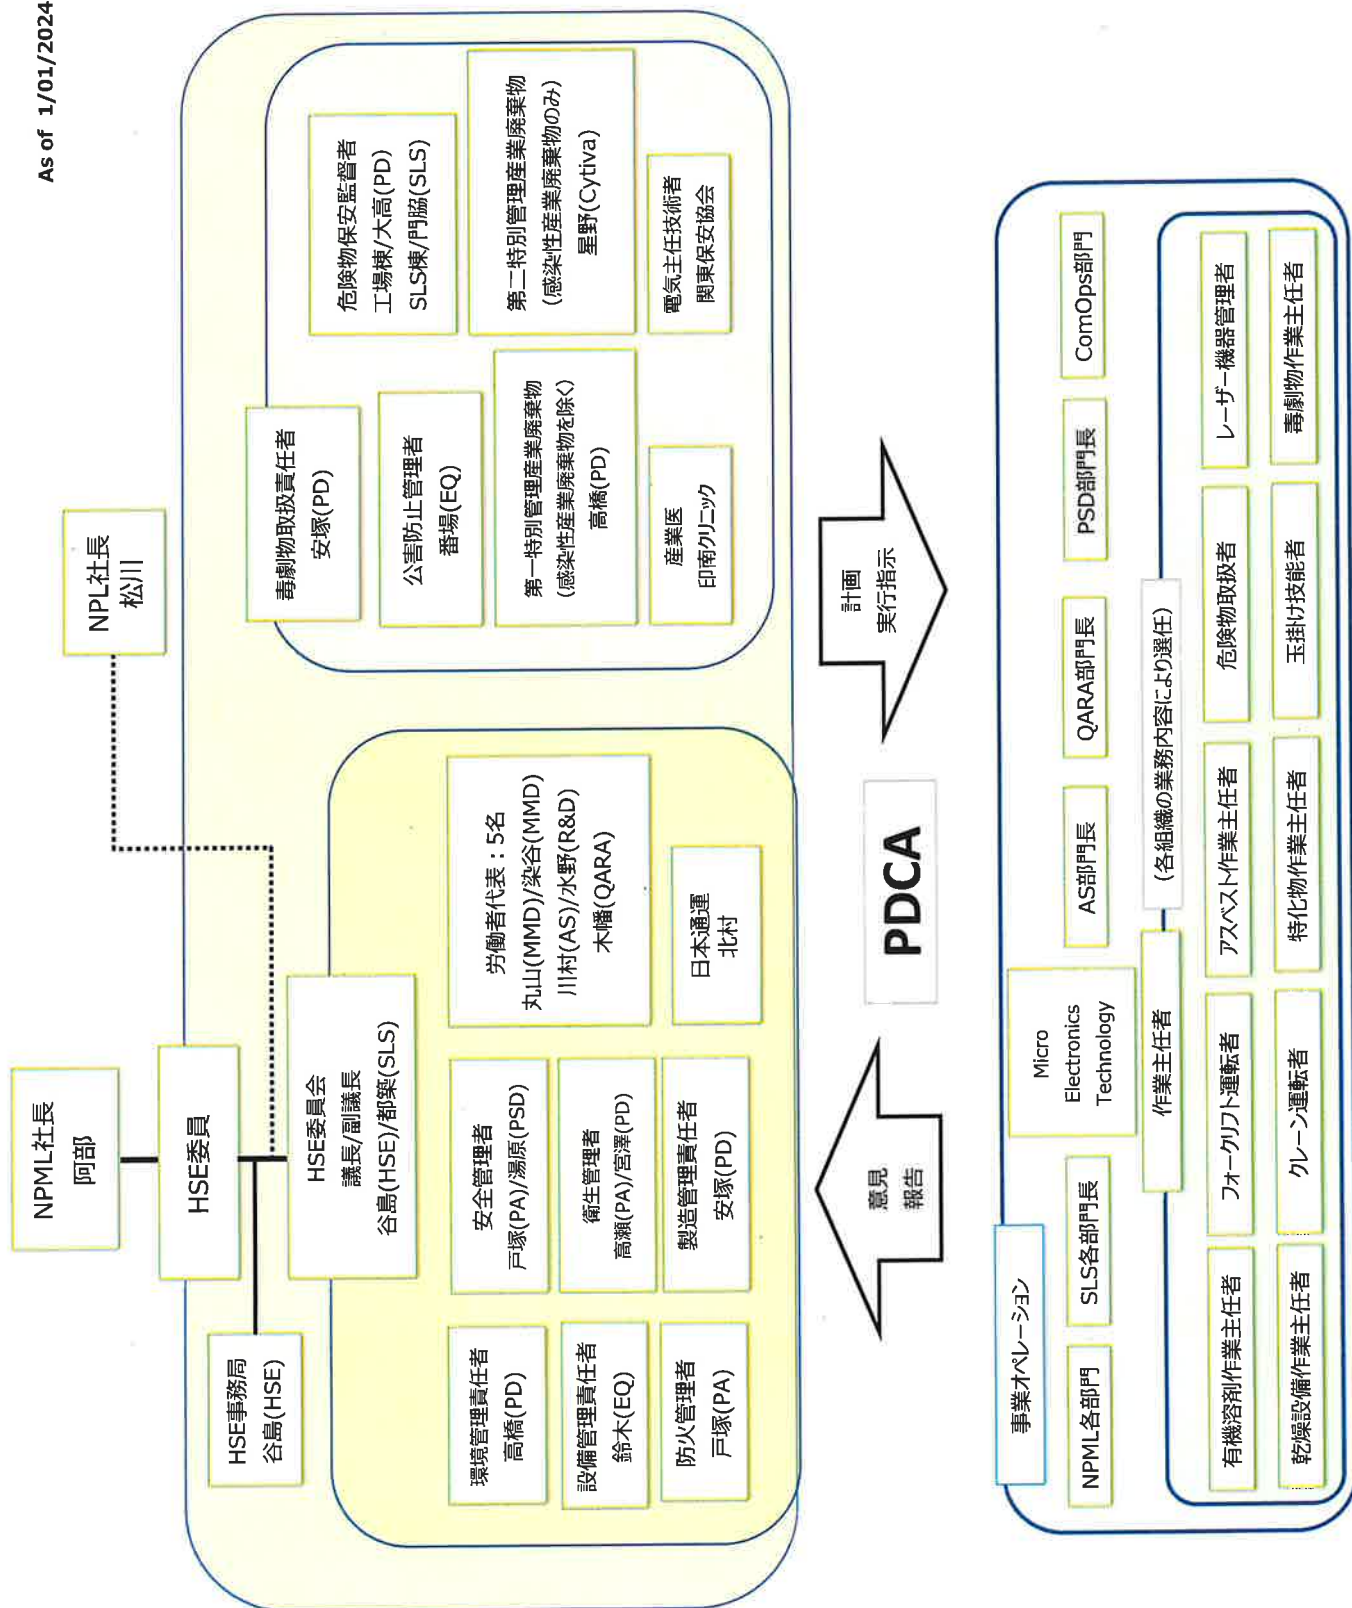 As of 1/01/2024
NPML社長
阿部
NPL社長
松川
HSE委員
HSE事務局
谷島(HSE)
HSE委員会
議長/副議長
谷島(HSE)/都築(SLS)
環境管理責任者
高橋(PD)
安全管理者
戸塚(PA)/湯原(PSD)
労働者代表：5名
丸山(MMD)/染谷(MMD)
川村(AS)/水野(R&D)
木幡(QARA)
設備管理責任者
鈴木(EQ)
衛生管理者
高瀬(PA)/宮澤(PD)
防火管理者
戸塚(PA)
製造管理責任者
安塚(PD)
日本通運
北村
毒劇物取扱責任者
安塚(PD)
危険物保安監督者
工場棟/大高(PD)
SLS棟/門脇(SLS)
公害防止管理者
番場(EQ)
第一特別管理産業廃棄物
(感染性産業廃棄物を除く)
高橋(PD)
第二特別管理産業廃棄物
(感染性産業廃棄物のみ)
星野(Cytiva)
産業医
印南クリニック
電気主任技術者
関東保安協会
意見
報告
PDCA
計画
実行指示
事業オペレーション
NPML各部門
SLS各部門長
Micro
Electronics
Technology
AS部門長
QARA部門長
PSD部門長
ComOps部門
作業主任者
(各組織の業務内容により選任)
有機溶剤作業主任者
フォークリフト運転者
アスベスト作業主任者
危険物取扱者
レーザー機器管理者
乾燥設備作業主任者
クレーン運転者
特化物作業主任者
玉掛け技能者
毒劇物作業主任者